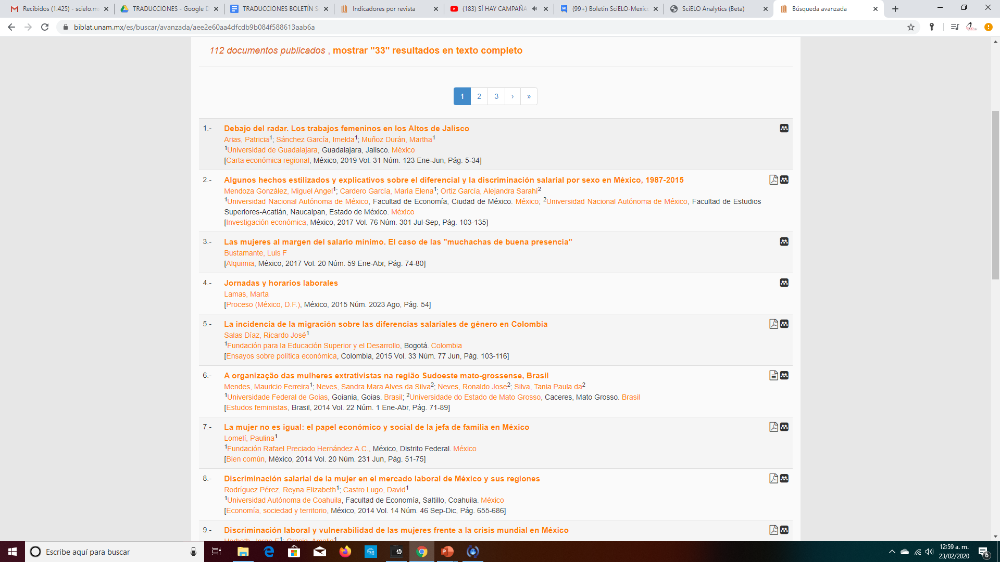 Recibidos (1.425) - scielo.m
TRADUCCIONES - Google D
TRADUCCIONES BOLETÍN S
Indicadores por revista
(183) SÍ HAY CAMPAÑA
(99+) Boletin SciELO-Mexic
SciELO Analytics (Beta)
Búsqueda avanzada
biblat.unam.mx/es/buscar/avanzada/aee2e60aa4dfcdb9b084f588613aab6a
112 documentos publicados , mostrar "33" resultados en texto completo
1 2 3 › »
1.- Debajo del radar. Los trabajos femeninos en los Altos de Jalisco
Arias, Patricia1; Sánchez García, Imelda1; Muñoz Durán, Martha1
1Universidad de Guadalajara, Guadalajara, Jalisco. México
[Carta económica regional, México, 2019 Vol. 31 Núm. 123 Ene-Jun, Pág. 5-34]
2.- Algunos hechos estilizados y explicativos sobre el diferencial y la discriminación salarial por sexo en México, 1987-2015
Mendoza González, Miguel Angel1; Cardero García, María Elena1; Ortiz García, Alejandra Sarahí2
1Universidad Nacional Autónoma de México, Facultad de Economía, Ciudad de México. México; 2Universidad Nacional Autónoma de México, Facultad de Estudios
Superiores-Acatlán, Naucalpan, Estado de México. México
[Investigación económica, México, 2017 Vol. 76 Núm. 301 Jul-Sep, Pág. 103-135]
3.- Las mujeres al margen del salario mínimo. El caso de las "muchachas de buena presencia"
Bustamante, Luis F
[Alquimia, México, 2017 Vol. 20 Núm. 59 Ene-Abr, Pág. 74-80]
4.- Jornadas y horarios laborales
Lamas, Marta
[Proceso (México, D.F.), México, 2015 Núm. 2023 Ago, Pág. 54]
5.- La incidencia de la migración sobre las diferencias salariales de género en Colombia
Salas Díaz, Ricardo José1
1Fundación para la Educación Superior y el Desarrollo, Bogotá. Colombia
[Ensayos sobre política económica, Colombia, 2015 Vol. 33 Núm. 77 Jun, Pág. 103-116]
6.- A organização das mulheres extrativistas na região Sudoeste mato-grossense, Brasil
Mendes, Mauricio Ferreira1; Neves, Sandra Mara Alves da Silva2; Neves, Ronaldo Jose2; Silva, Tania Paula da2
1Universidade Federal de Goias, Goiania, Goias. Brasil; 2Universidade do Estado de Mato Grosso, Caceres, Mato Grosso. Brasil
[Estudos feministas, Brasil, 2014 Vol. 22 Núm. 1 Ene-Abr, Pág. 71-89]
7.- La mujer no es igual: el papel económico y social de la jefa de familia en México
Lomelí, Paulina1
1Fundación Rafael Preciado Hernández A.C., México, Distrito Federal. México
[Bien común, México, 2014 Vol. 20 Núm. 231 Jun, Pág. 51-75]
8.- Discriminación salarial de la mujer en el mercado laboral de México y sus regiones
Rodríguez Pérez, Reyna Elizabeth1; Castro Lugo, David1
1Universidad Autónoma de Coahuila, Facultad de Economía, Saltillo, Coahuila. México
[Economía, sociedad y territorio, México, 2014 Vol. 14 Núm. 46 Sep-Dic, Pág. 655-686]
9.- Discriminación laboral y vulnerabilidad de las mujeres frente a la crisis mundial en México
Horbath, Jorge E1; Gracia, Amalia1
Escribe aquí para buscar
12:59 a. m.
23/02/2020
6